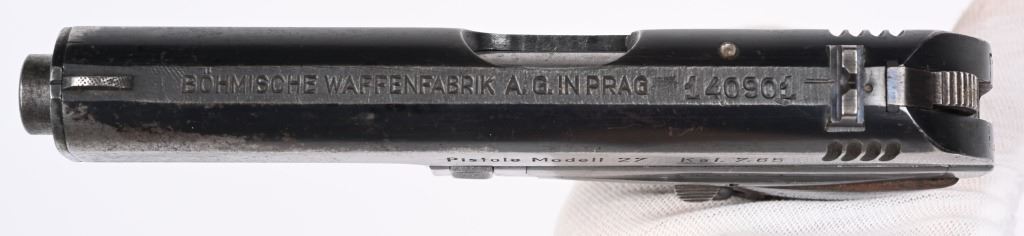 BÖHMISCHE WAFFENFABRIK A.G. IN PRAG 140901
Pistole Modell 27 Kal. 7.65